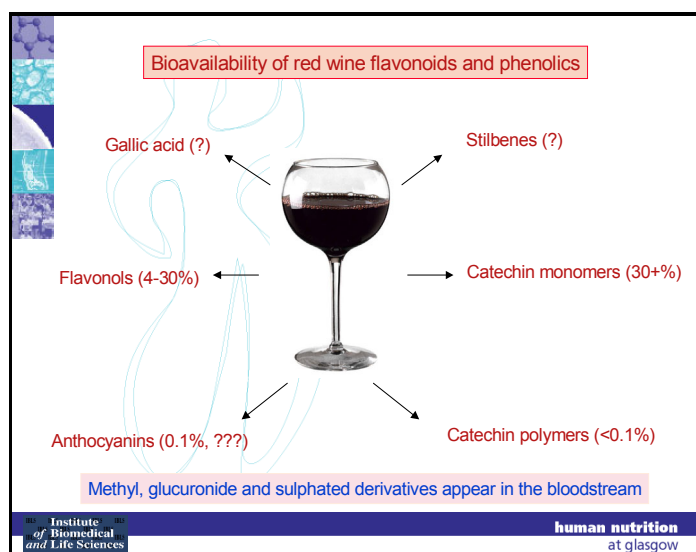 Bioavailability of red wine flavonoids and phenolics
Gallic acid (?)
Stilbenes (?)
Flavonols (4-30%)
Catechin monomers (30+%)
Anthocyanins (0.1%, ???)
Catechin polymers (<0.1%)
Methyl, glucuronide and sulphated derivatives appear in the bloodstream
Institute
of Biomedical
and Life Sciences
human nutrition
at glasgow